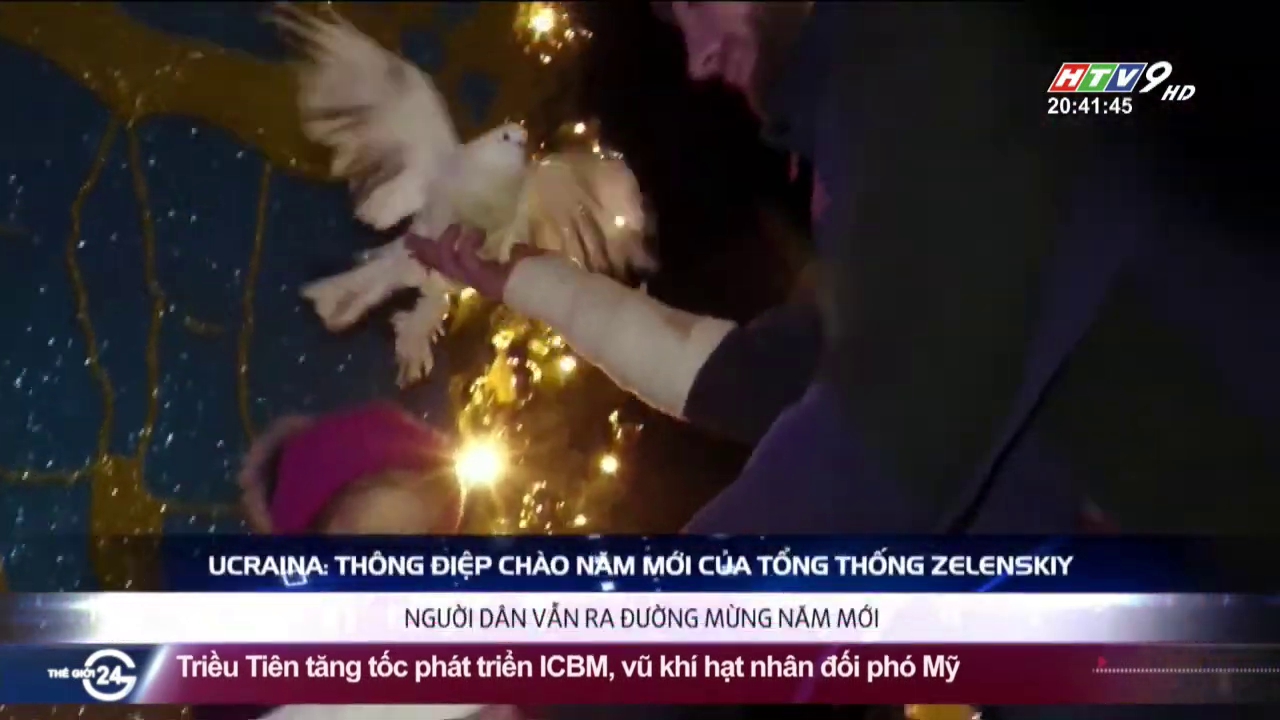 HTV9 HD
20:41:45
UCRAINA: THÔNG ĐIỆP CHÀO NĂM MỚI CỦA TỔNG THỐNG ZELENSKIY
NGƯỜI DÂN VẪN RA ĐƯỜNG MỪNG NĂM MỚI
THẾ GIỚI 24G
Triều Tiên tăng tốc phát triển ICBM, vũ khí hạt nhân đối phó Mỹ